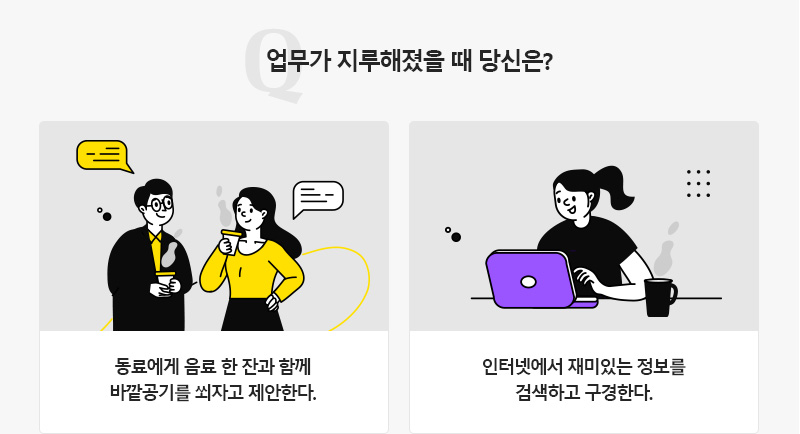 Q
업무가 지루해졌을 때 당신은?
동료에게 음료 한 잔과 함께
바깥공기를 쐬자고 제안한다.
인터넷에서 재미있는 정보를
검색하고 구경한다.